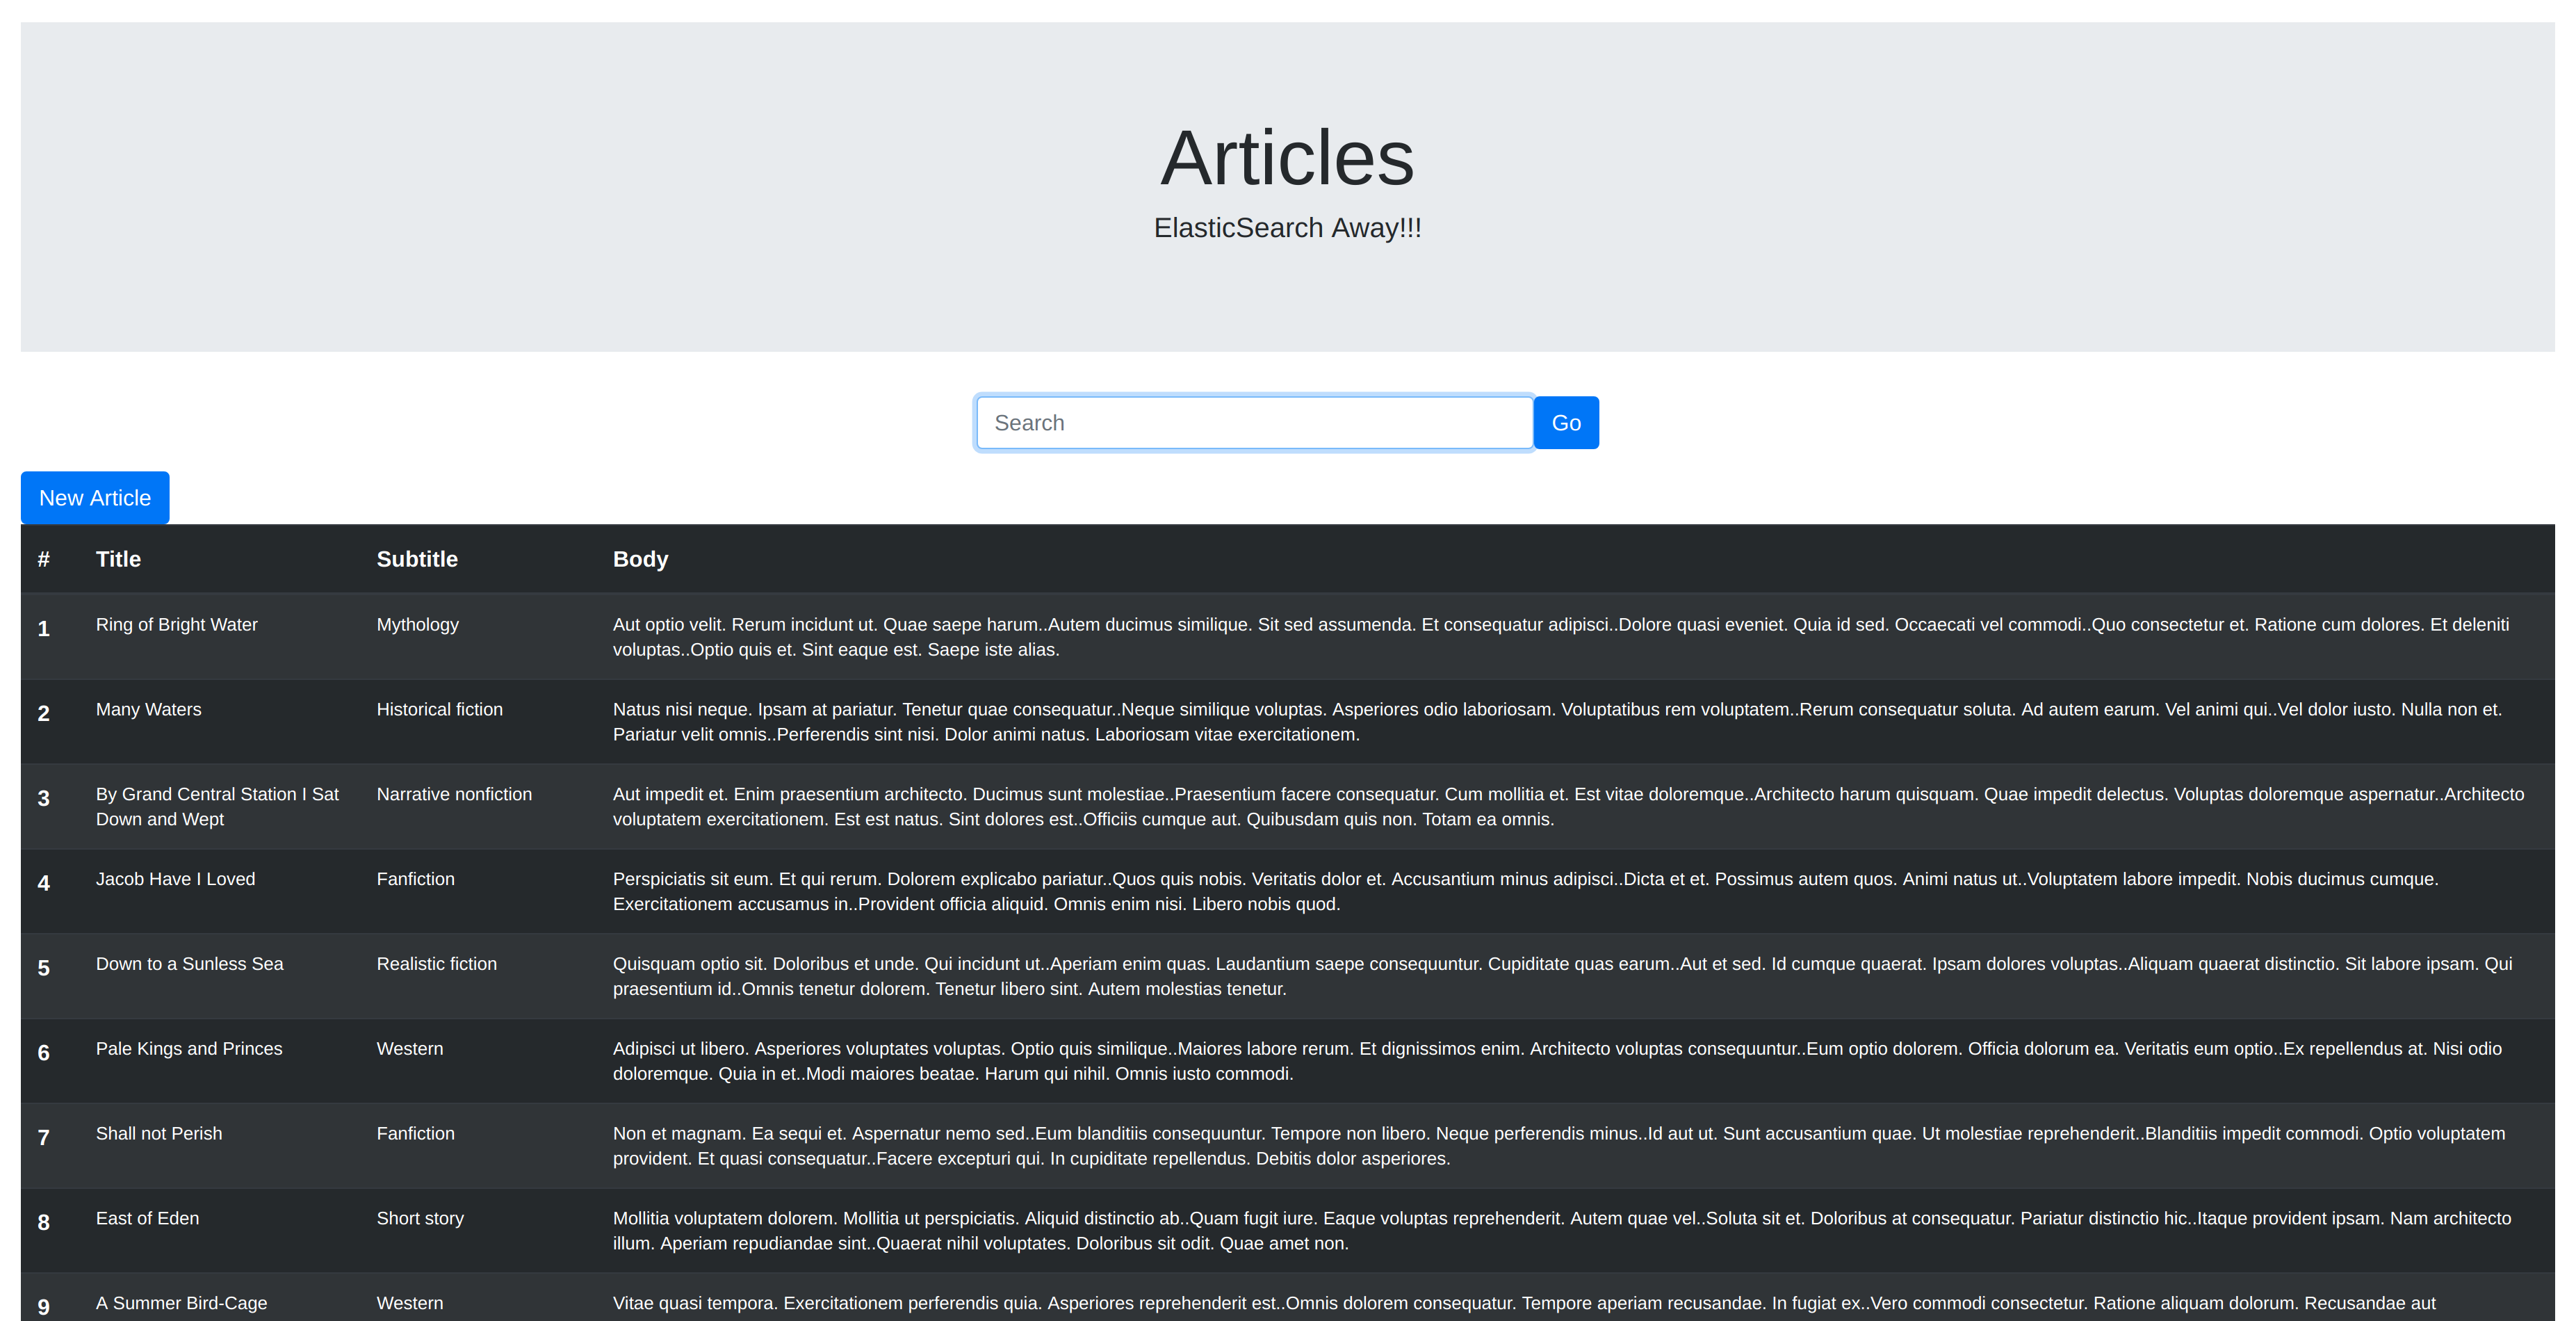 Articles
ElasticSearch Away!!!
Search Go
New Article
# Title Subtitle Body
1 Ring of Bright Water Mythology Aut optio velit. Rerum incidunt ut. Quae saepe harum..Autem ducimus similique. Sit sed assumenda. Et consequatur adipisci..Dolore quasi eveniet. Quia id sed. Occaecati vel commodi..Quo consectetur et. Ratione cum dolores. Et deleniti
voluptas..Optio quis et. Sint eaque est. Saepe iste alias.
2 Many Waters Historical fiction Natus nisi neque. Ipsam at pariatur. Tenetur quae consequatur..Neque similique voluptas. Asperiores odio laboriosam. Voluptatibus rem voluptatem..Rerum consequatur soluta. Ad autem earum. Vel animi qui..Vel dolor iusto. Nulla non et.
Pariatur velit omnis..Perferendis sint nisi. Dolor animi natus. Laboriosam vitae exercitationem.
3 By Grand Central Station I Sat Narrative nonfiction Aut impedit et. Enim praesentium architecto. Ducimus sunt molestiae..Praesentium facere consequatur. Cum mollitia et. Est vitae doloremque..Architecto harum quisquam. Quae impedit delectus. Voluptas doloremque aspernatur..Architecto
Down and Wept voluptatem exercitationem. Est est natus. Sint dolores est..Officiis cumque aut. Quibusdam quis non. Totam ea omnis.
4 Jacob Have I Loved Fanfiction Perspiciatis sit eum. Et qui rerum. Dolorem explicabo pariatur..Quos quis nobis. Veritatis dolor et. Accusantium minus adipisci..Dicta et et. Possimus autem quos. Animi natus ut..Voluptatem labore impedit. Nobis ducimus cumque.
Exercitationem accusamus in..Provident officia aliquid. Omnis enim nisi. Libero nobis quod.
5 Down to a Sunless Sea Realistic fiction Quisquam optio sit. Doloribus et unde. Qui incidunt ut..Aperiam enim quas. Laudantium saepe consequuntur. Cupiditate quas earum..Aut et sed. Id cumque quaerat. Ipsam dolores voluptas..Aliquam quaerat distinctio. Sit labore ipsam. Qui
praesentium id..Omnis tenetur dolorem. Tenetur libero sint. Autem molestias tenetur.
6 Pale Kings and Princes Western Adipisci ut libero. Asperiores voluptates voluptas. Optio quis similique..Maiores labore rerum. Et dignissimos enim. Architecto voluptas consequuntur..Eum optio dolorem. Officia dolorum ea. Veritatis eum optio..Ex repellendus at. Nisi odio
doloremque. Quia in et..Modi maiores beatae. Harum qui nihil. Omnis iusto commodi.
7 Shall not Perish Fanfiction Non et magnam. Ea sequi et. Aspernatur nemo sed..Eum blanditiis consequuntur. Tempore non libero. Neque perferendis minus..Id aut ut. Sunt accusantium quae. Ut molestiae reprehenderit..Blanditiis impedit commodi. Optio voluptatem
provident. Et quasi consequatur..Facere excepturi qui. In cupiditate repellendus. Debitis dolor asperiores.
8 East of Eden Short story Mollitia voluptatem dolorem. Mollitia ut perspiciatis. Aliquid distinctio ab..Quam fugit iure. Eaque voluptas reprehenderit. Autem quae vel..Soluta sit et. Doloribus at consequatur. Pariatur distinctio hic..Itaque provident ipsam. Nam architecto
illum. Aperiam repudiandae sint..Quaerat nihil voluptates. Doloribus sit odit. Quae amet non.
9 A Summer Bird-Cage Western Vitae quasi tempora. Exercitationem perferendis quia. Asperiores reprehenderit est..Omnis dolorem consequatur. Tempore aperiam recusandae. In fugiat ex..Vero commodi consectetur. Ratione aliquam dolorum. Recusandae aut